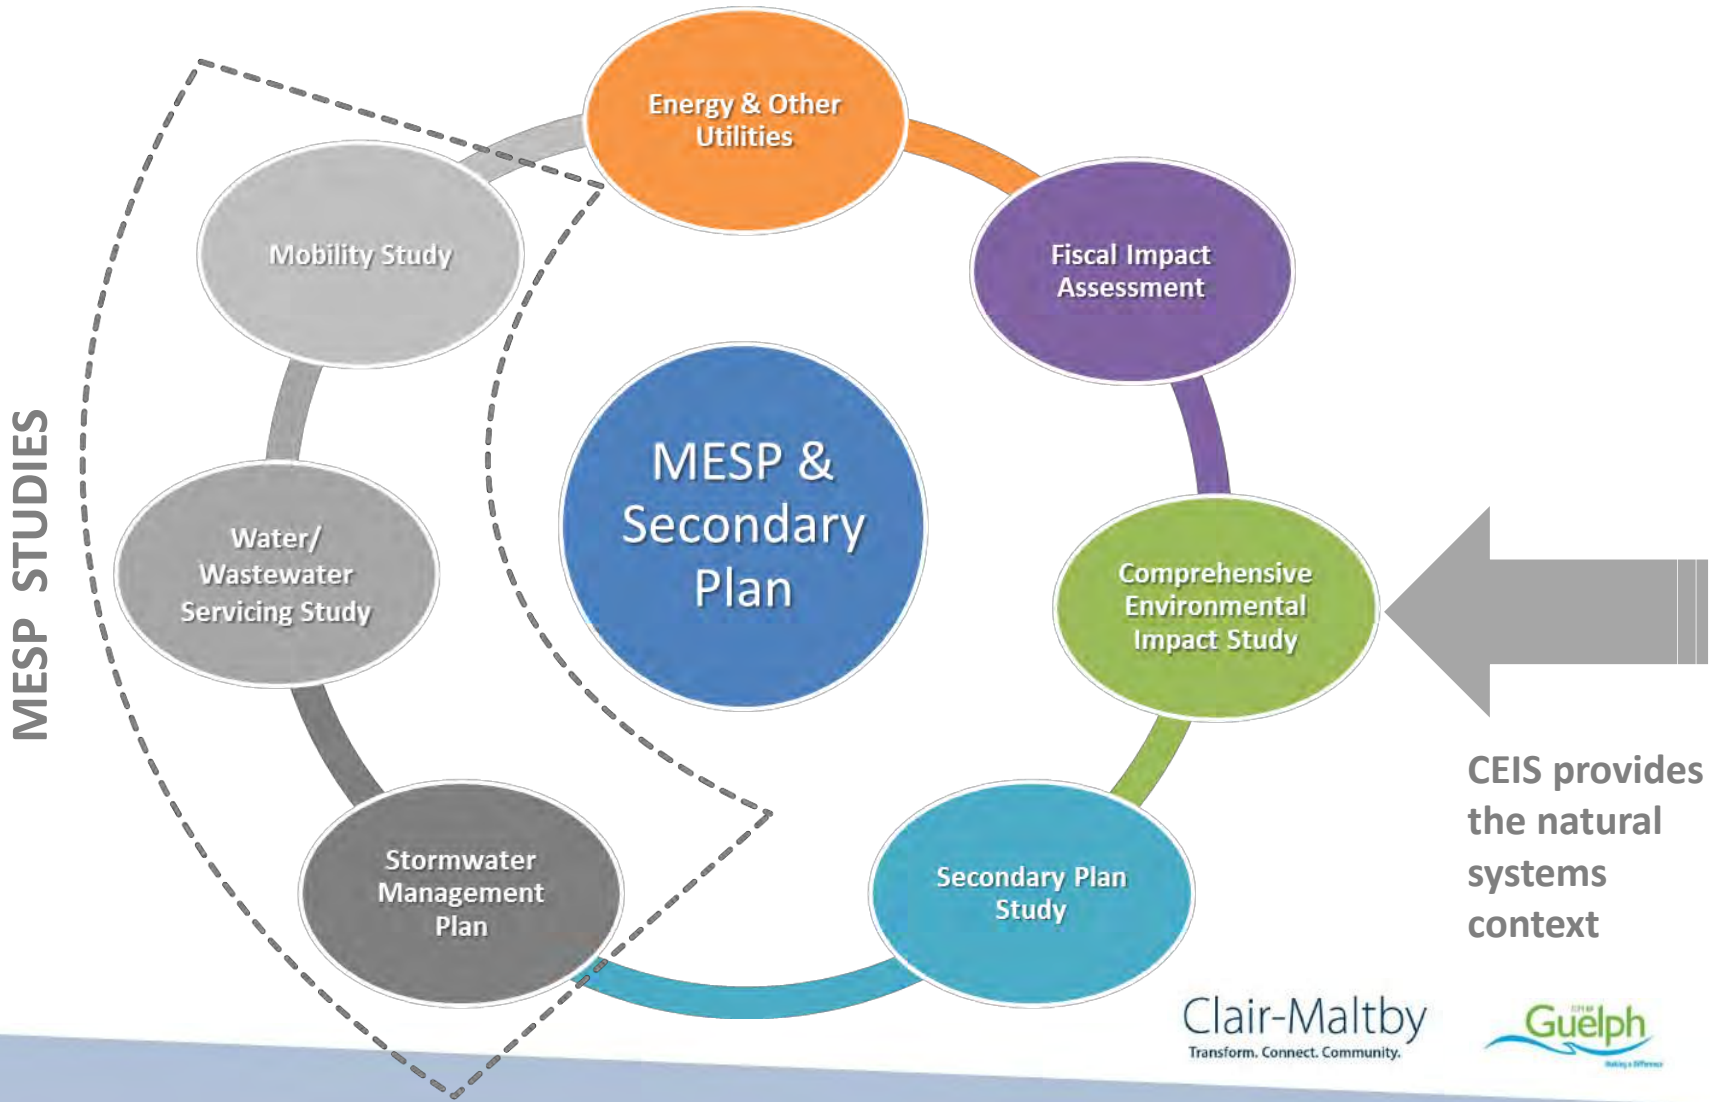 Energy & Other
Utilities
Mobility Study
Fiscal Impact
Assessment
MESP STUDIES
MESP &
Secondary
Plan
Water/
Wastewater
Servicing Study
Comprehensive
Environmental
Impact Study
CEIS provides
the natural
systems
context
Stormwater
Management
Plan
Secondary Plan
Study
Clair-Maltby
Transform. Connect. Community.
Guelph
Making a Difference